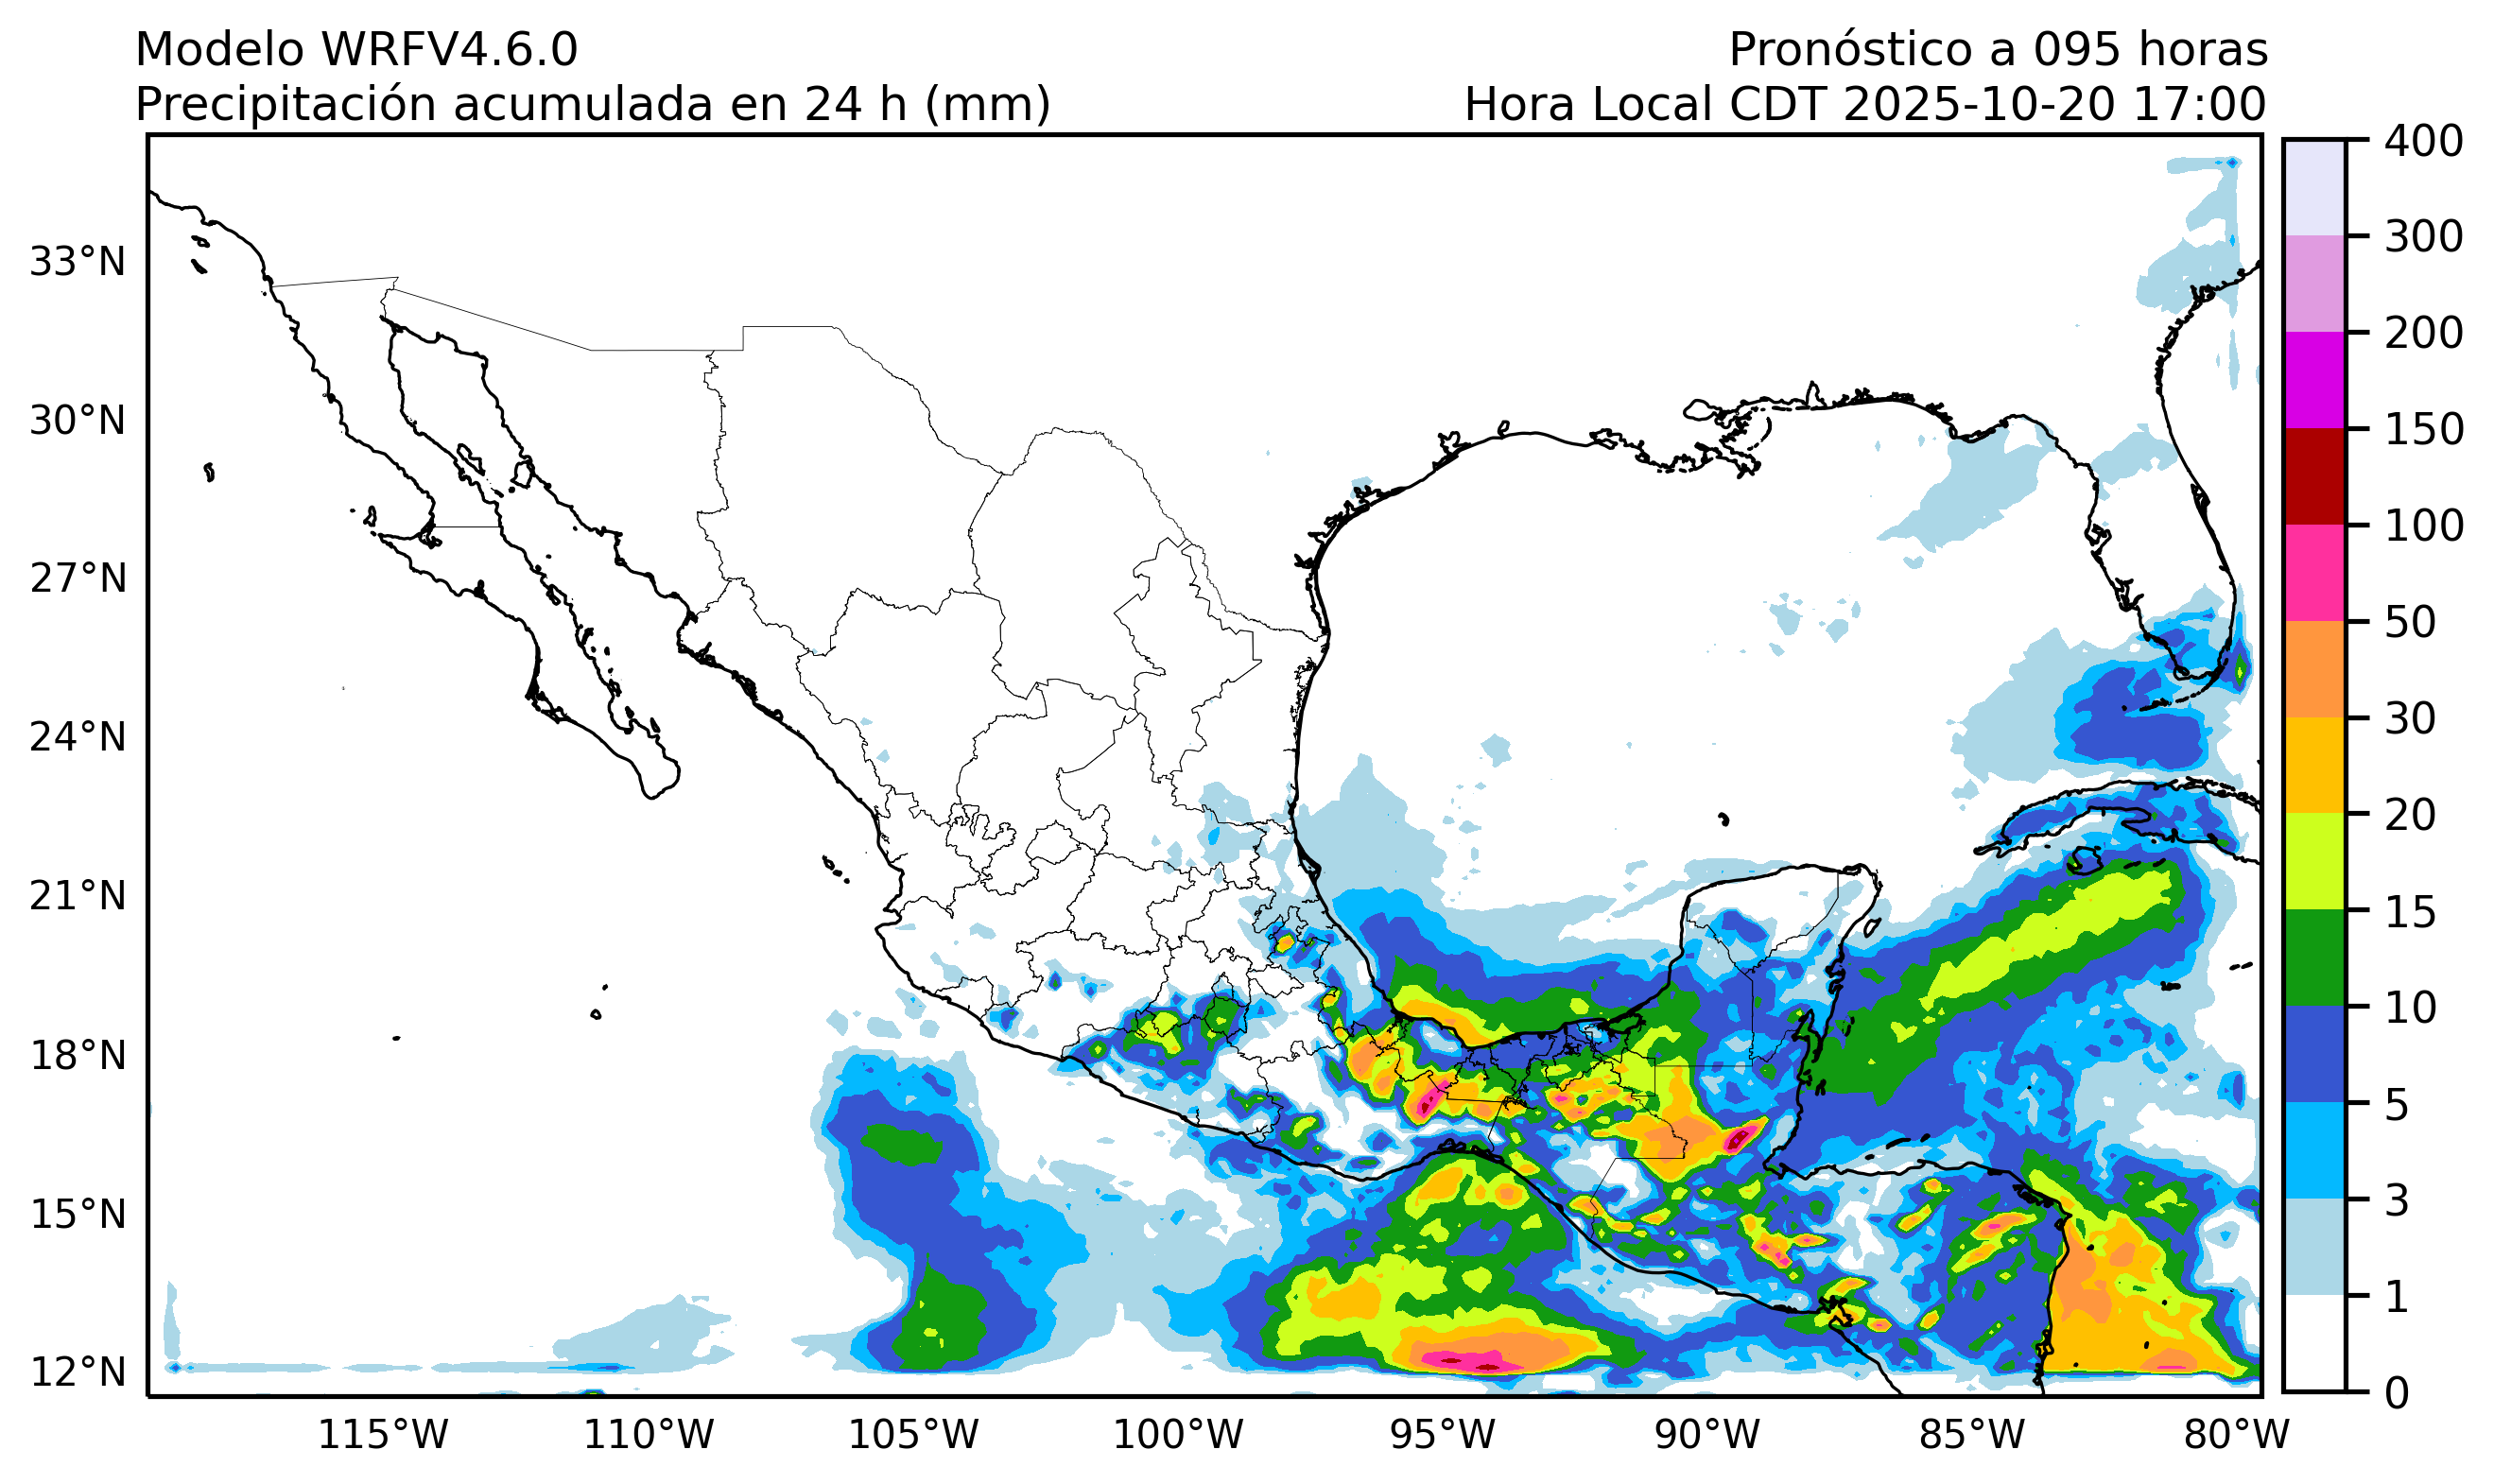 Modelo WRFV4.6.0
Pronóstico a 095 horas
Precipitación acumulada en 24 h (mm)
Hora Local CDT 2025-10-20 17:00
400
300
200
150
100
50
30
20
15
10
5
3
1
0
33°N
30°N
27°N
24°N
21°N
18°N
15°N
12°N
115°W
110°W
105°W
100°W
95°W
90°W
85°W
80°W